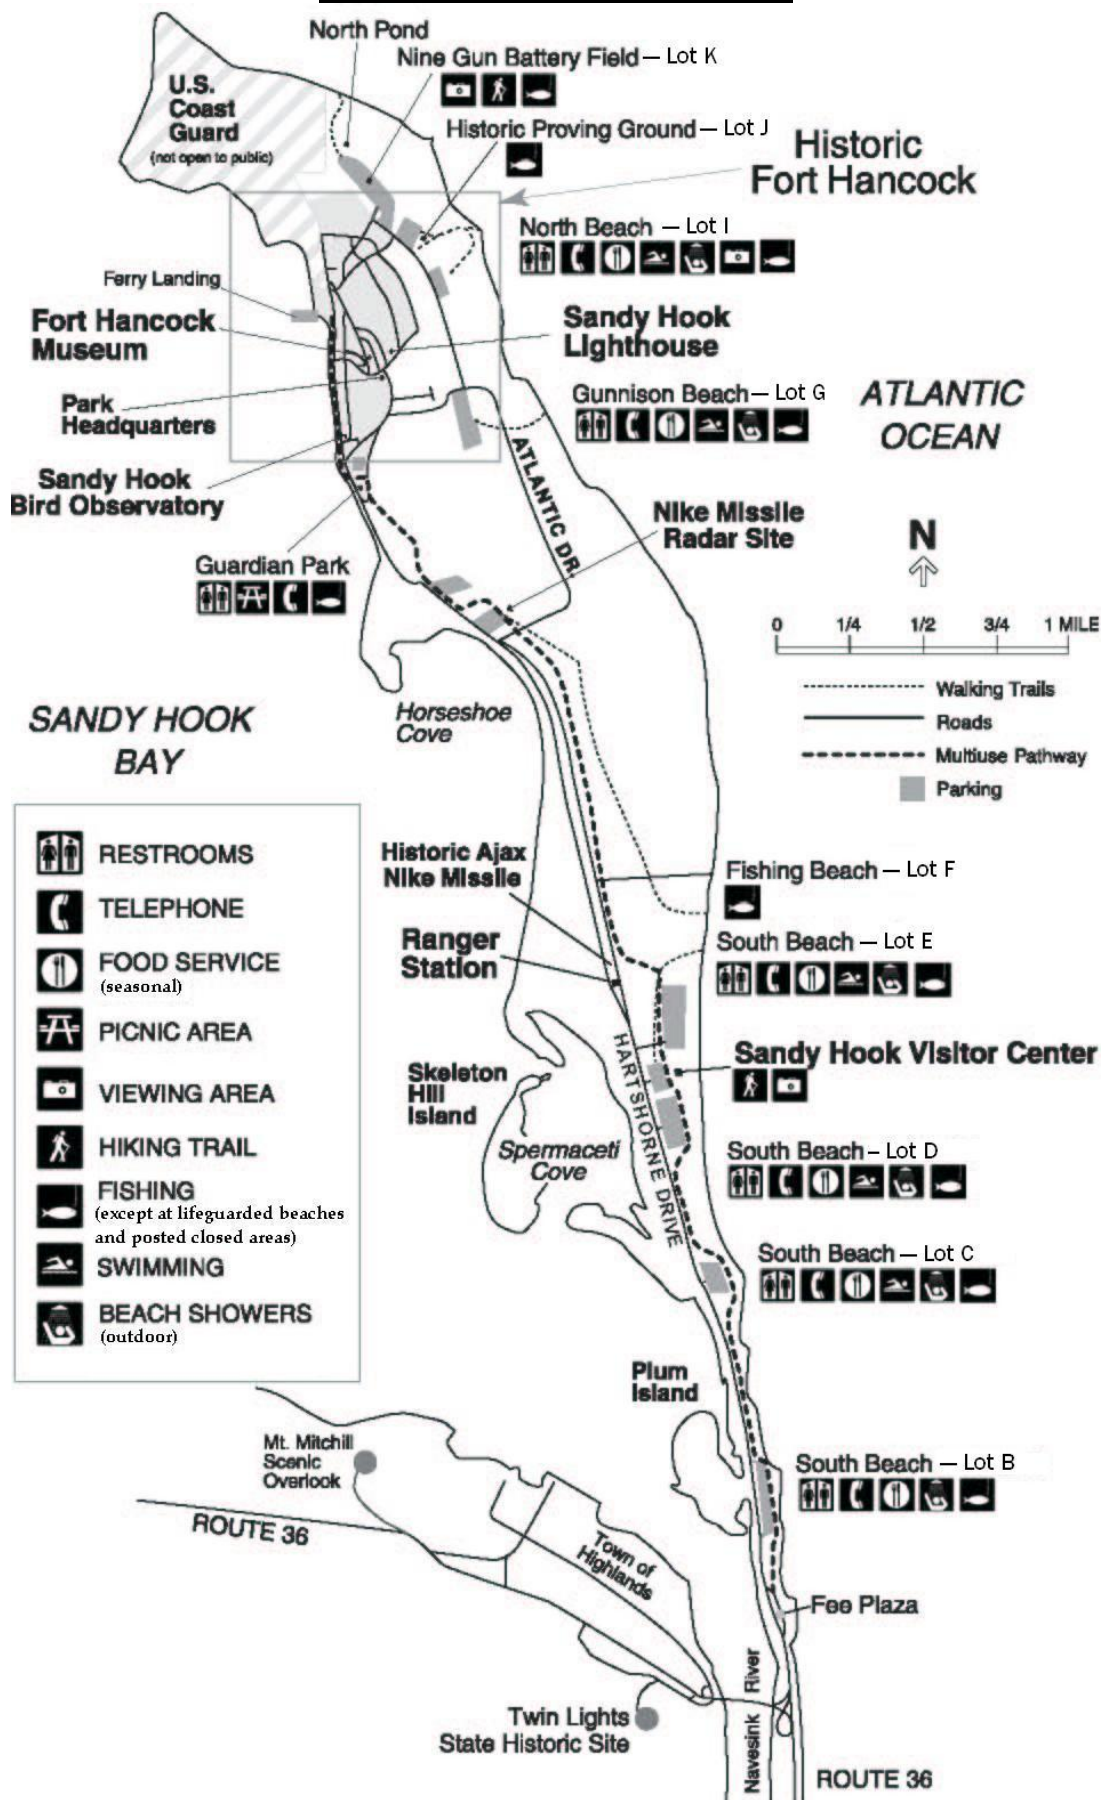 North Pond
Nine Gun Battery Field — Lot K
U.S.
Coast
Guard
(not open to public)
Historic Proving Ground — Lot J
Historic
Fort Hancock
North Beach — Lot I
Ferry Landing
Fort Hancock
Museum
Sandy Hook
Lighthouse
Park
Headquarters
Gunnison Beach — Lot G
ATLANTIC
OCEAN
Sandy Hook
Bird Observatory
ATLANTIC DR.
Nike Missile
Radar Site
N
Guardian Park
0 1/4 1/2 3/4 1 MILE
Walking Trails
Roads
Multiuse Pathway
Parking
Horseshoe
Cove
SANDY HOOK
BAY
RESTROOMS
TELEPHONE
FOOD SERVICE
(seasonal)
PICNIC AREA
VIEWING AREA
HIKING TRAIL
FISHING
(except at lifeguarded beaches
and posted closed areas)
SWIMMING
BEACH SHOWERS
(outdoor)
Historic Ajax
Nike Missile
Fishing Beach — Lot F
Ranger
Station
South Beach — Lot E
HARTSHORNE DRIVE
Sandy Hook Visitor Center
Skeleton
Hill
Island
Spermaceti
Cove
South Beach — Lot D
South Beach — Lot C
Plum
Island
Mt. Mitchill
Scenic
Overlook
South Beach — Lot B
ROUTE 36
Town of
Highlands
Fee Plaza
Navesink River
Twin Lights
State Historic Site
ROUTE 36